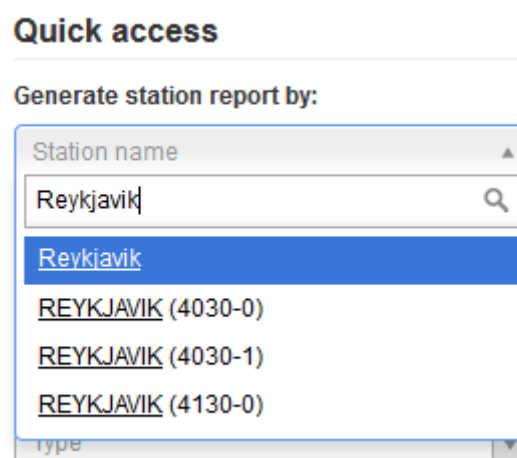 Quick access
Generate station report by:
Station name
Reykjavik
Reykjavik
REYKJAVIK (4030-0)
REYKJAVIK (4030-1)
REYKJAVIK (4130-0)
Type